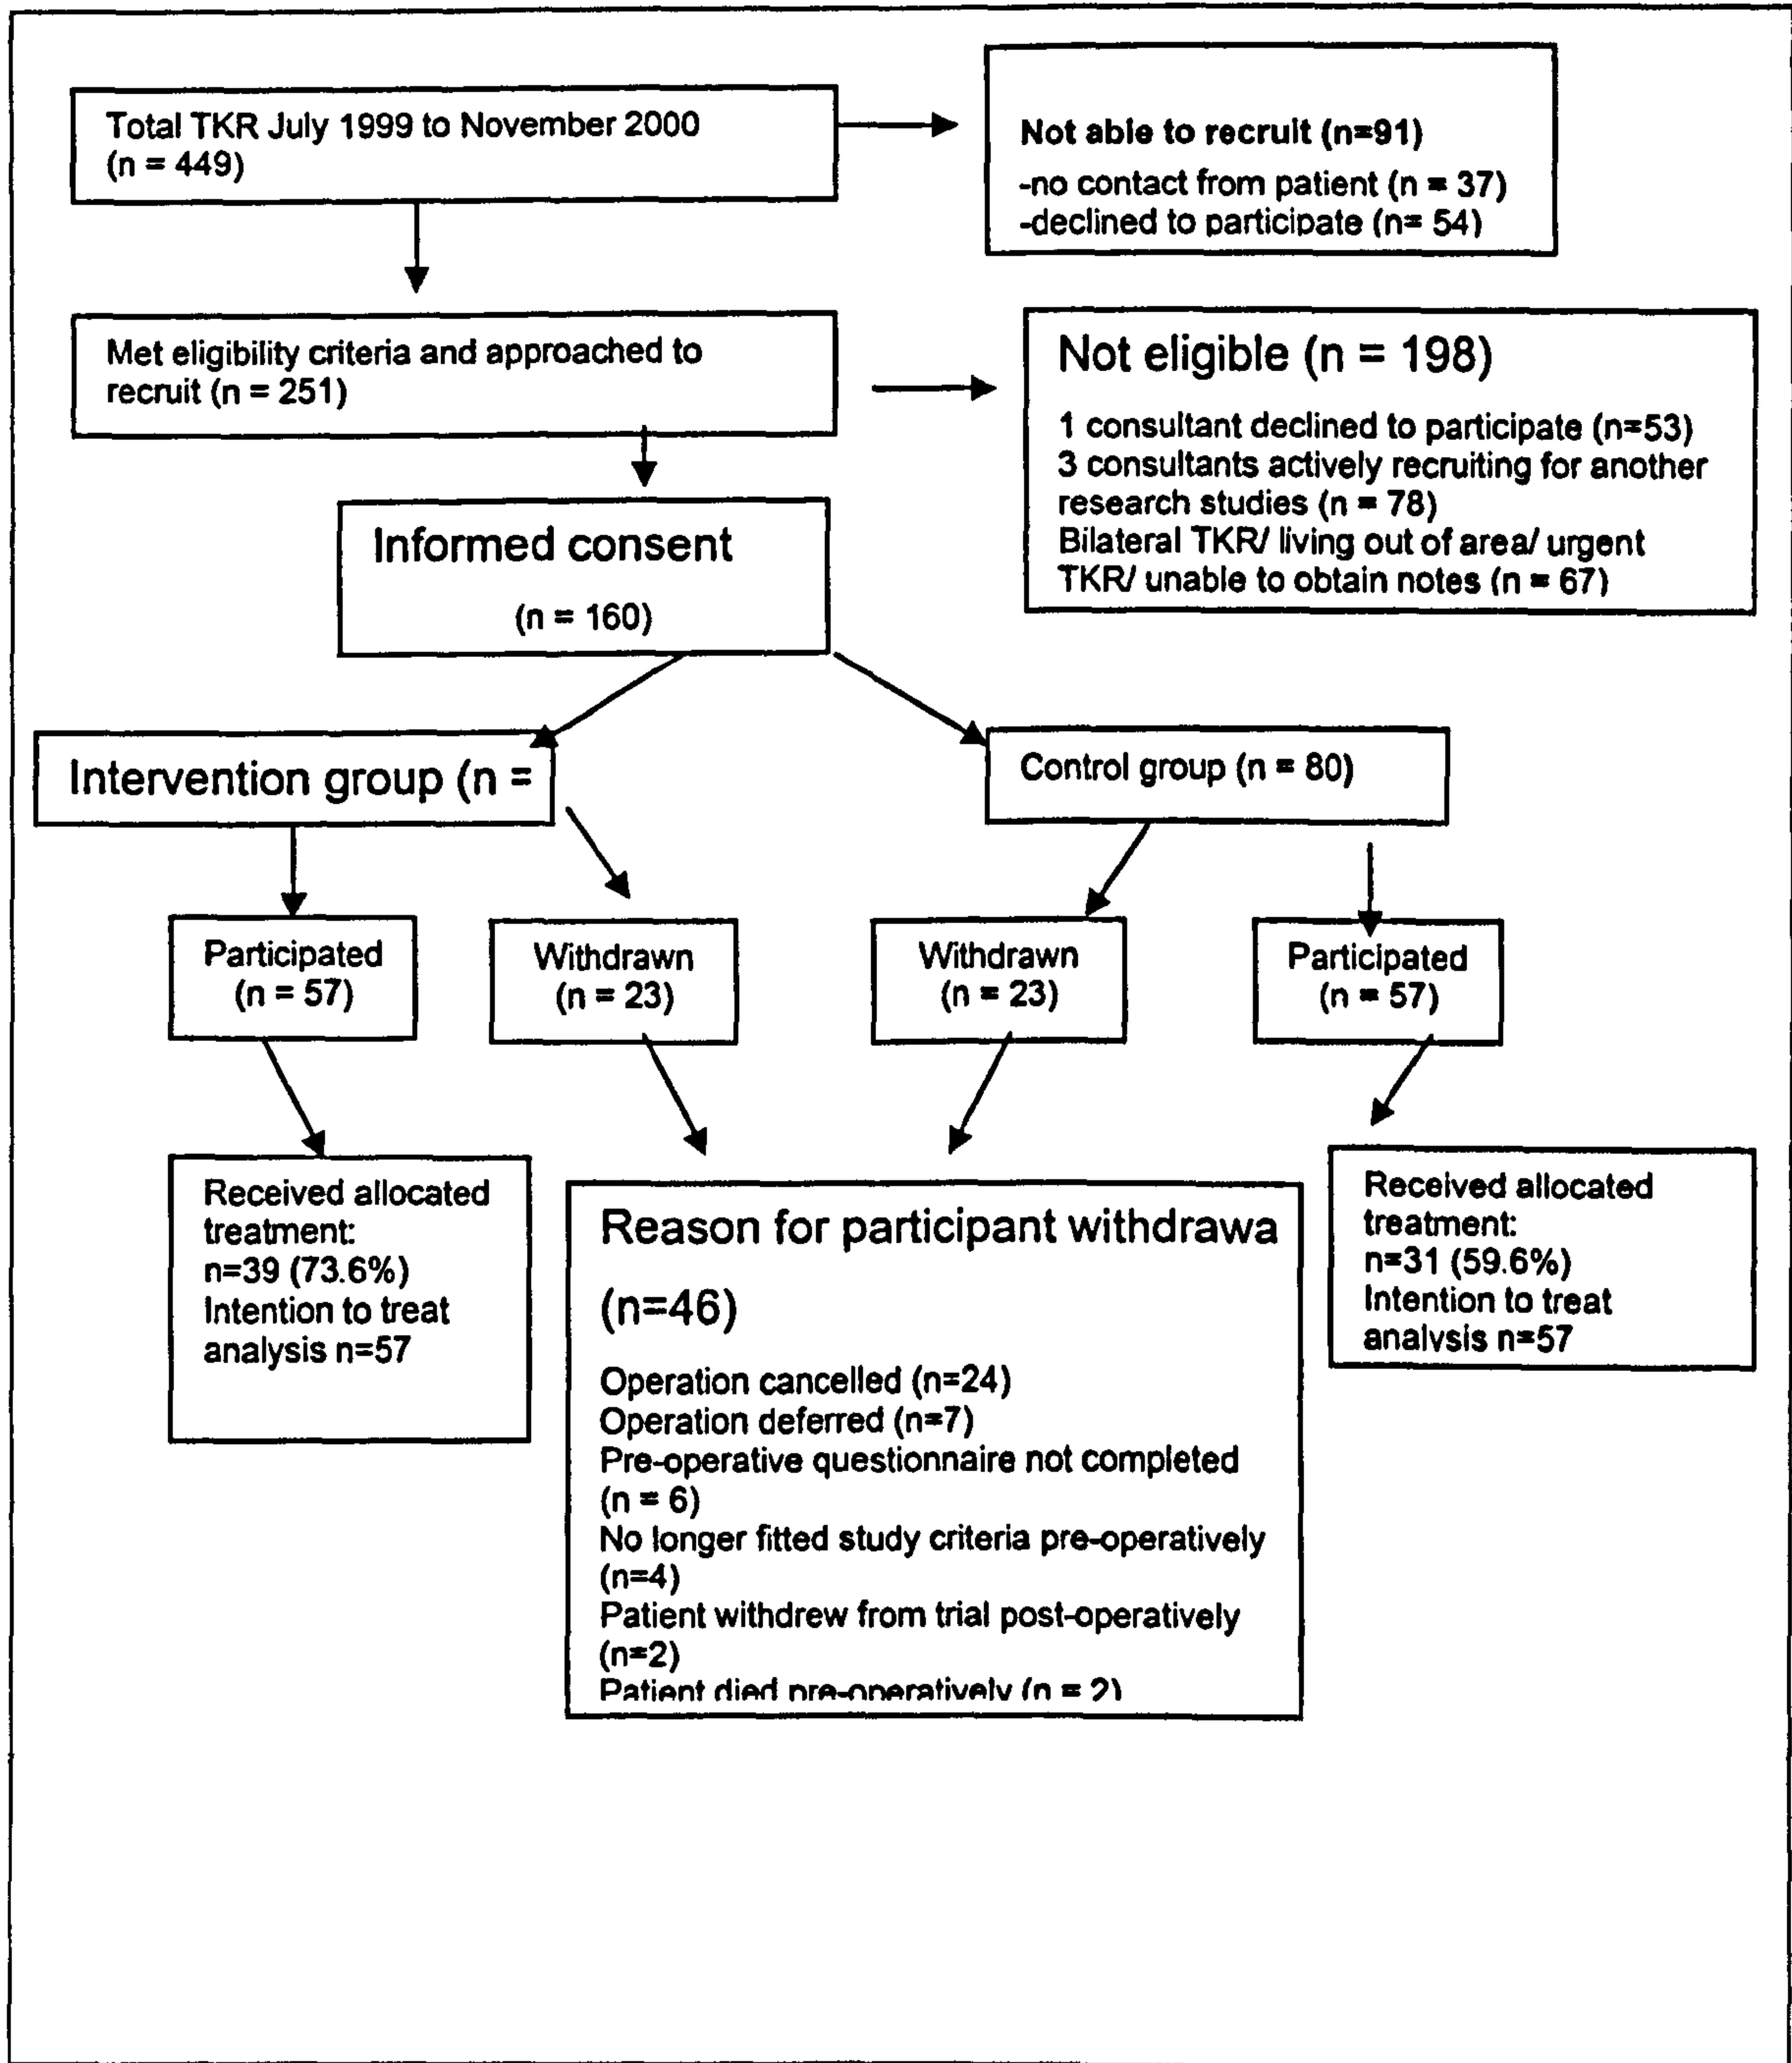 Total TKR July 1999 to November 2000
(n = 449)
Not able to recruit (n=91)
-no contact from patient (n = 37)
-declined to participate (n= 54)
Met eligibility criteria and approached to
recruit (n = 251)
Not eligible (n = 198)
1 consultant declined to participate (n=53)
3 consultants actively recruiting for another
research studies (n = 78)
Bilateral TKR/ living out of area/ urgent
TKR/ unable to obtain notes (n = 67)
Informed consent
(n = 160)
Intervention group (n =
Control group (n = 80)
Participated
(n = 57)
Withdrawn
(n = 23)
Withdrawn
(n = 23)
Participated
(n = 57)
Received allocated
treatment:
n=39 (73.6%)
Intention to treat
analysis n=57
Reason for participant withdrawa
(n=46)
Operation cancelled (n=24)
Operation deferred (n=7)
Pre-operative questionnaire not completed
(n = 6)
No longer fitted study criteria pre-operatively
(n=4)
Patient withdrew from trial post-operatively
(n=2)
Patient died pre-operatively (n = 2)
Received allocated
treatment:
n=31 (59.6%)
Intention to treat
analysis n=57